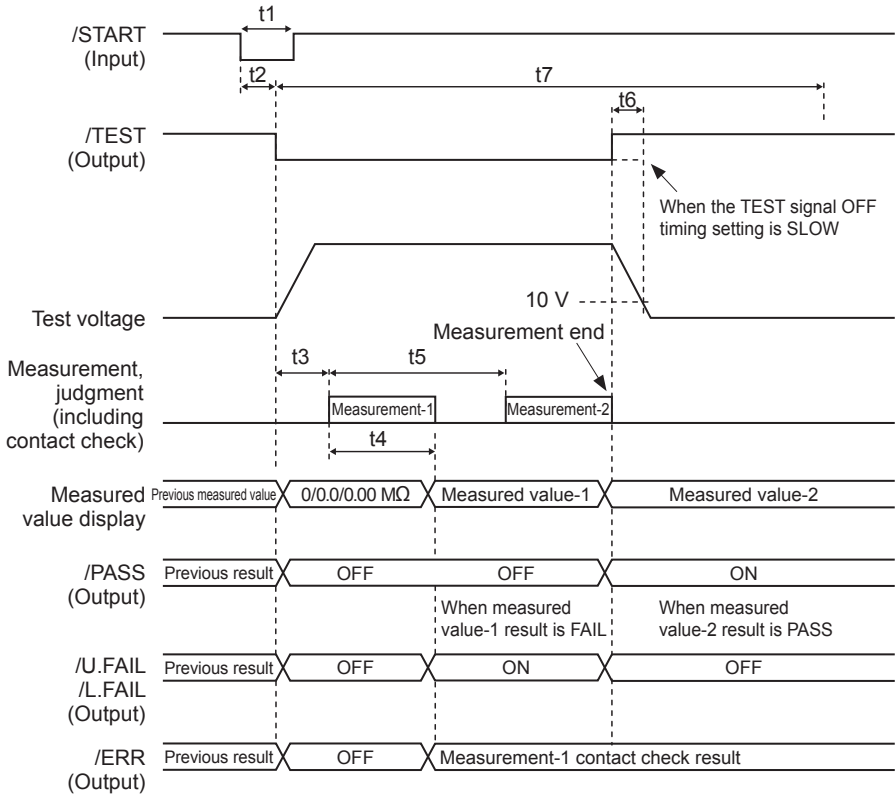 t1
/START
(Input)
t2
t7
t6
/TEST
(Output)
When the TEST signal OFF
timing setting is SLOW
10 V
Test voltage
Measurement end
t3
t5
Measurement,
judgment
(including
contact check)
Measurement-1
Measurement-2
t4
Measured
value display
Previous measured value
0/0.0/0.00 MΩ
Measured value-1
Measured value-2
/PASS
(Output)
Previous result
OFF
OFF
ON
When measured
value-1 result is FAIL
When measured
value-2 result is PASS
/U.FAIL
/L.FAIL
(Output)
Previous result
OFF
ON
OFF
/ERR
(Output)
Previous result
OFF
Measurement-1 contact check result